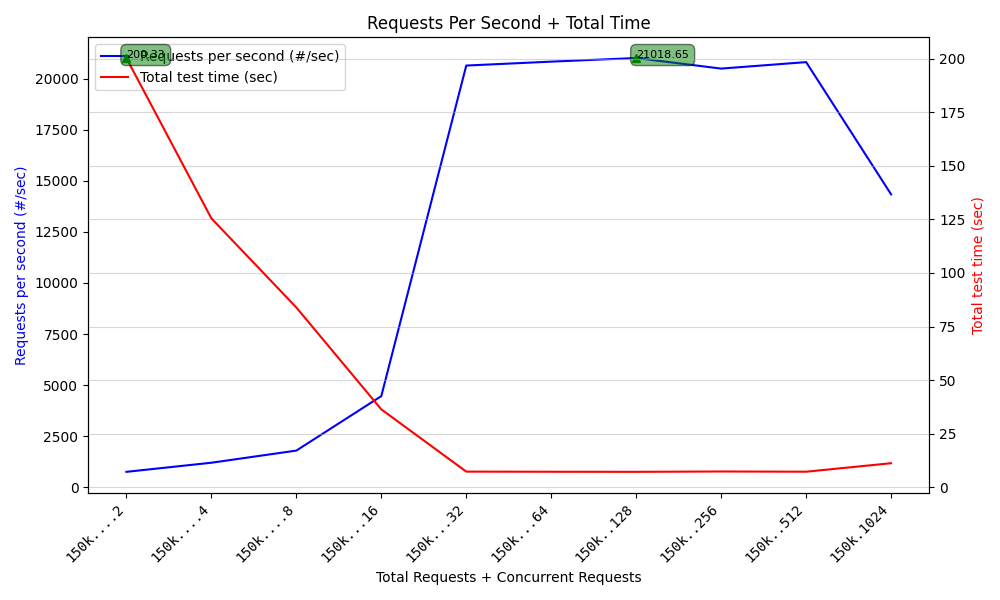 Requests Per Second + Total Time
200.33
21018.65
Requests per second (#/sec)
Total test time (sec)
20000
17500
15000
12500
10000
7500
5000
2500
0
Requests per second (#/sec)
200
175
150
125
100
75
50
25
0
Total test time (sec)
150k....2
150k....4
150k....8
150k...16
150k...32
150k...64
150k..128
150k..256
150k..512
150k.1024
Total Requests + Concurrent Requests